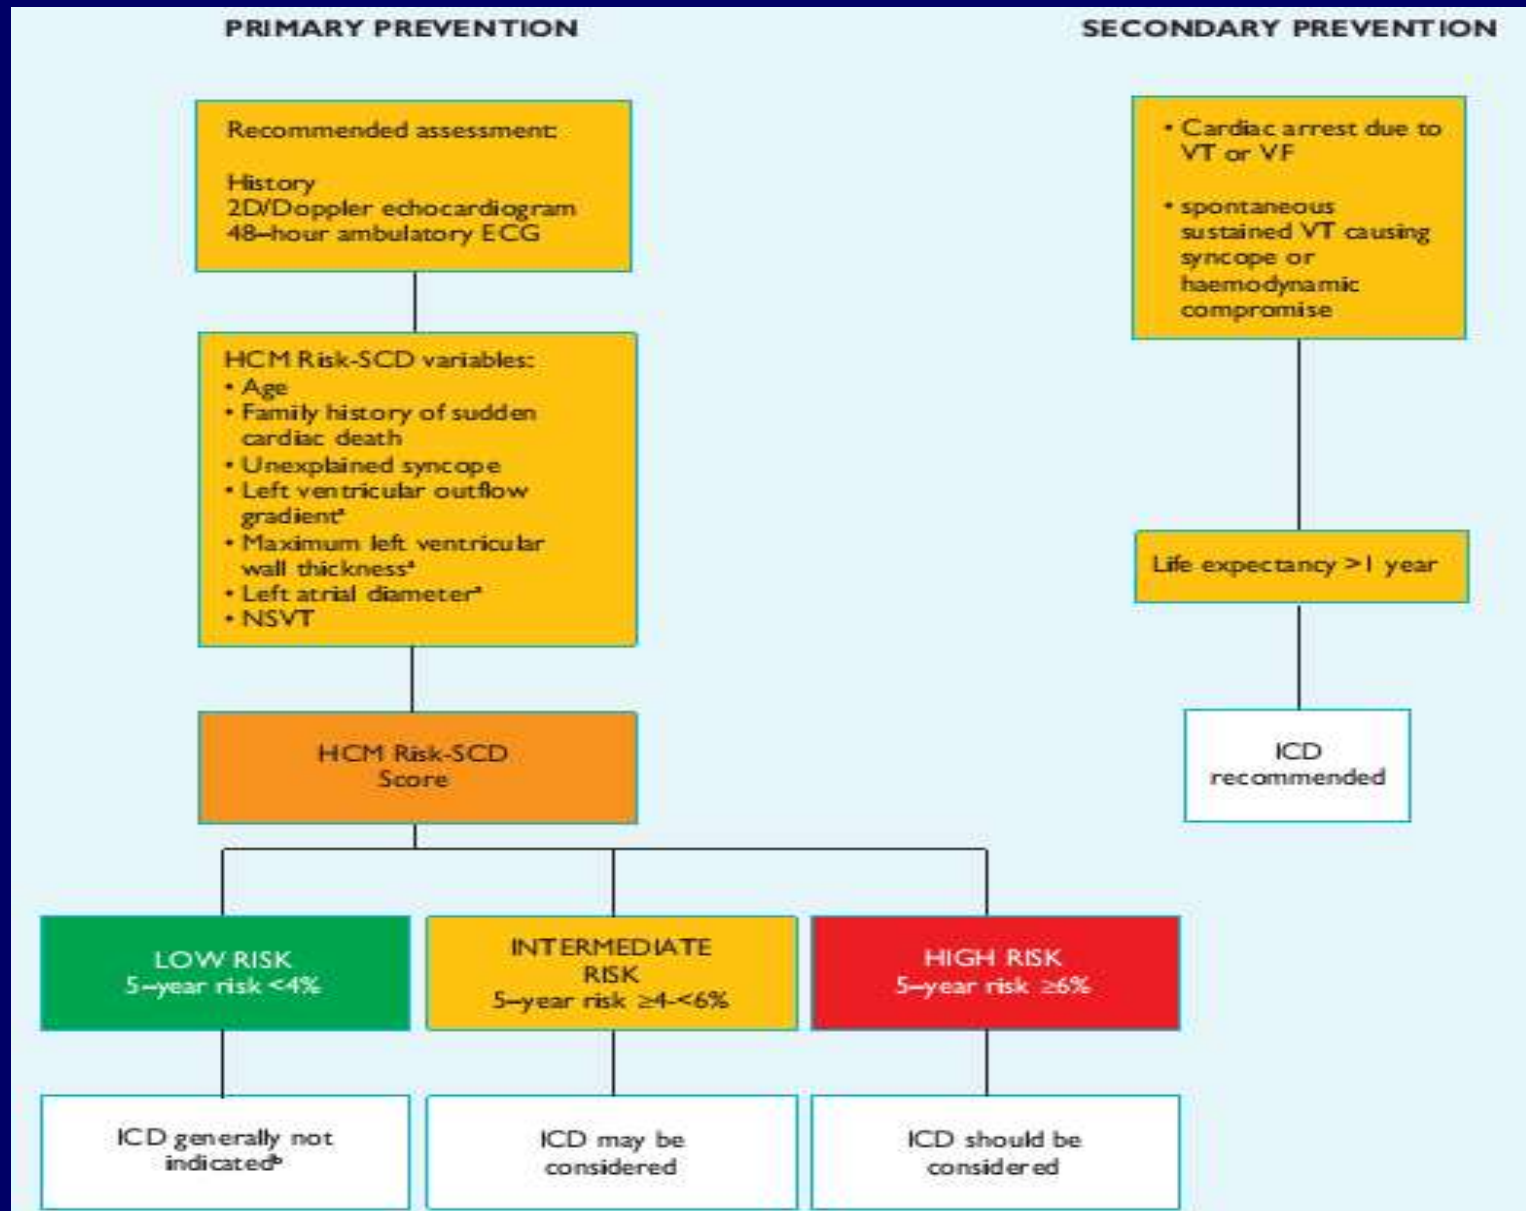 PRIMARY PREVENTION
SECONDARY PREVENTION
Recommended assessment:
History
2D/Doppler echocardiogram
48–hour ambulatory ECG
HCM Risk-SCD variables:
• Age
• Family history of sudden
cardiac death
• Unexplained syncope
• Left ventricular outflow
gradientᵃ
• Maximum left ventricular
wall thicknessᵃ
• Left atrial diameterᵃ
• NSVT
HCM Risk-SCD
Score
LOW RISK
5–year risk <4%
INTERMEDIATE
RISK
5–year risk ≥4-<6%
HIGH RISK
5–year risk ≥6%
ICD generally not
indicatedᵇ
ICD may be
considered
ICD should be
considered
• Cardiac arrest due to
VT or VF
• spontaneous
sustained VT causing
syncope or
haemodynamic
compromise
Life expectancy >1 year
ICD
recommended